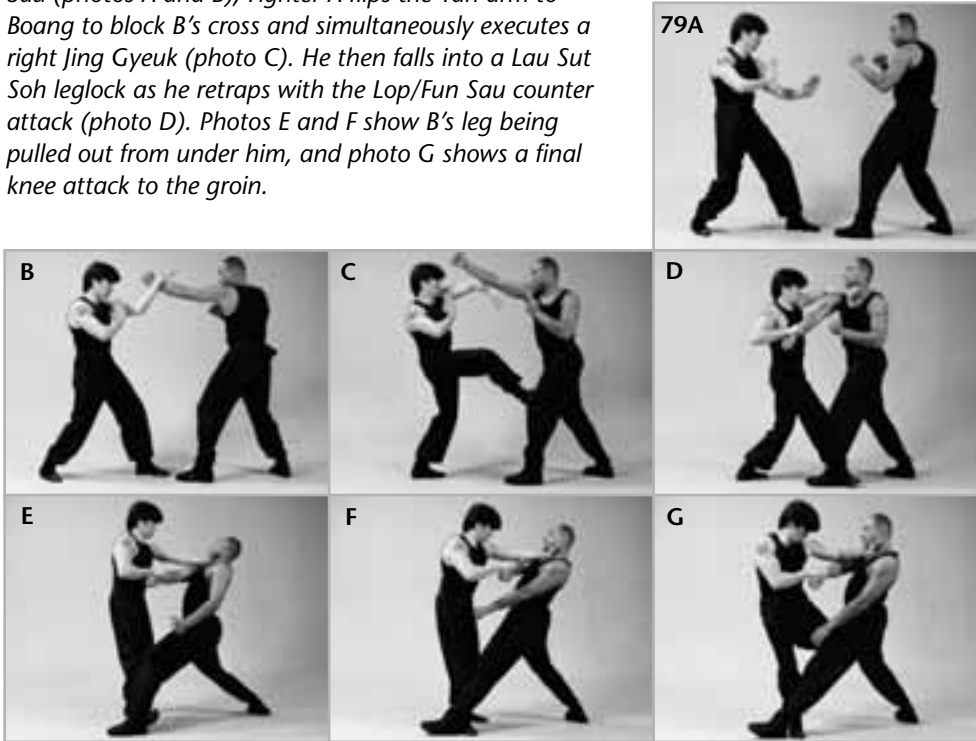 Sau (photos A and B), Fighter A flips the Tan arm to
Boang to block B's cross and simultaneously executes a
right Jing Gyeuk (photo C). He then falls into a Lau Sut
Soh leglock as he retraps with the Lop/Fun Sau counter
attack (photo D). Photos E and F show B's leg being
pulled out from under him, and photo G shows a final
knee attack to the groin.
79A
B
C
D
E
F
G